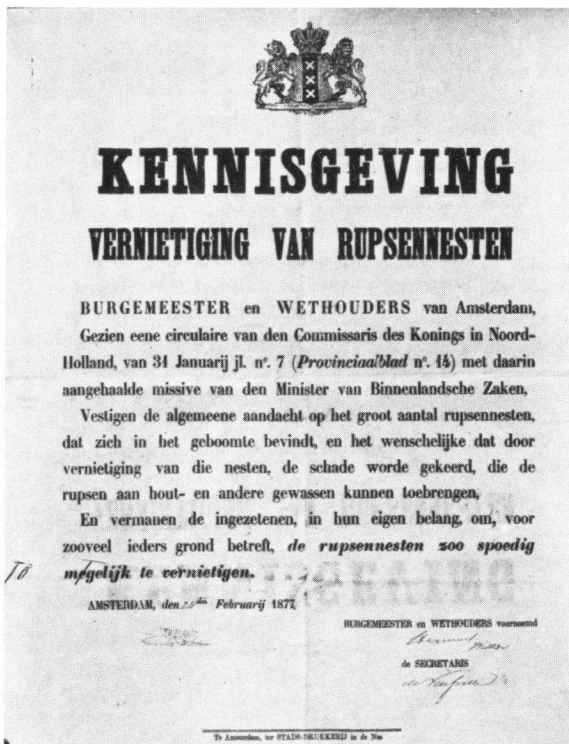 KENNISGEVING
VERNIETIGING VAN RUPSENNESTEN
BURGEMEESTER en WETHOUDERS van Amsterdam,
Gezien eene circulaire van den Commissaris des Konings in Noord-
Holland, van 31 Januarij jl. nº. 7 (Provinciaalblad nº. 14) met daarin
aangehaalde missive van den Minister van Binnenlandsche Zaken,
Vestigen de algemeene aandacht op het groot aantal rupsennesten,
dat zich in het geboomte bevindt, en het wenschelijke dat door
vernietiging van die nesten, de schade worde gekeerd, die de
rupsen aan hout- en andere gewassen kunnen toebrengen,
En vermanen de ingezetenen, in hun eigen belang, om, voor
zooveel ieders grond betreft, de rupsennesten zoo spoedig
TO
mogelijk te vernietigen.
AMSTERDAM, den Februarij 1877.
BURGEMEESTER en WETHOUDERS voornoemd
de SECRETARIS
Te Amsterdam, ter STADS-DRUKKERIJ in de Nes